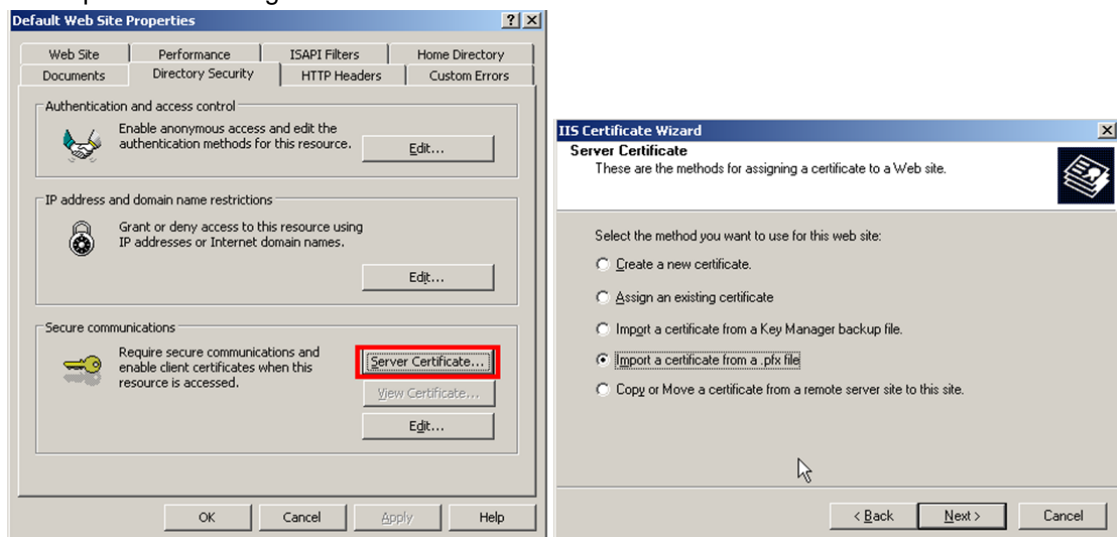 Default Web Site Properties
Web Site Performance ISAPI Filters Home Directory
Documents Directory Security HTTP Headers Custom Errors
Authentication and access control
Enable anonymous access and edit the
authentication methods for this resource.
Edit...
IP address and domain name restrictions
Grant or deny access to this resource using
IP addresses or Internet domain names.
Edit...
Secure communications
Require secure communications and
enable client certificates when this
resource is accessed.
Server Certificate...
View Certificate...
Edit...
OK Cancel Apply Help
IIS Certificate Wizard
Server Certificate
These are the methods for assigning a certificate to a Web site.
Select the method you want to use for this web site:
Create a new certificate.
Assign an existing certificate
Import a certificate from a Key Manager backup file.
Import a certificate from a .pfx file
Copy or Move a certificate from a remote server site to this site.
< Back Next > Cancel